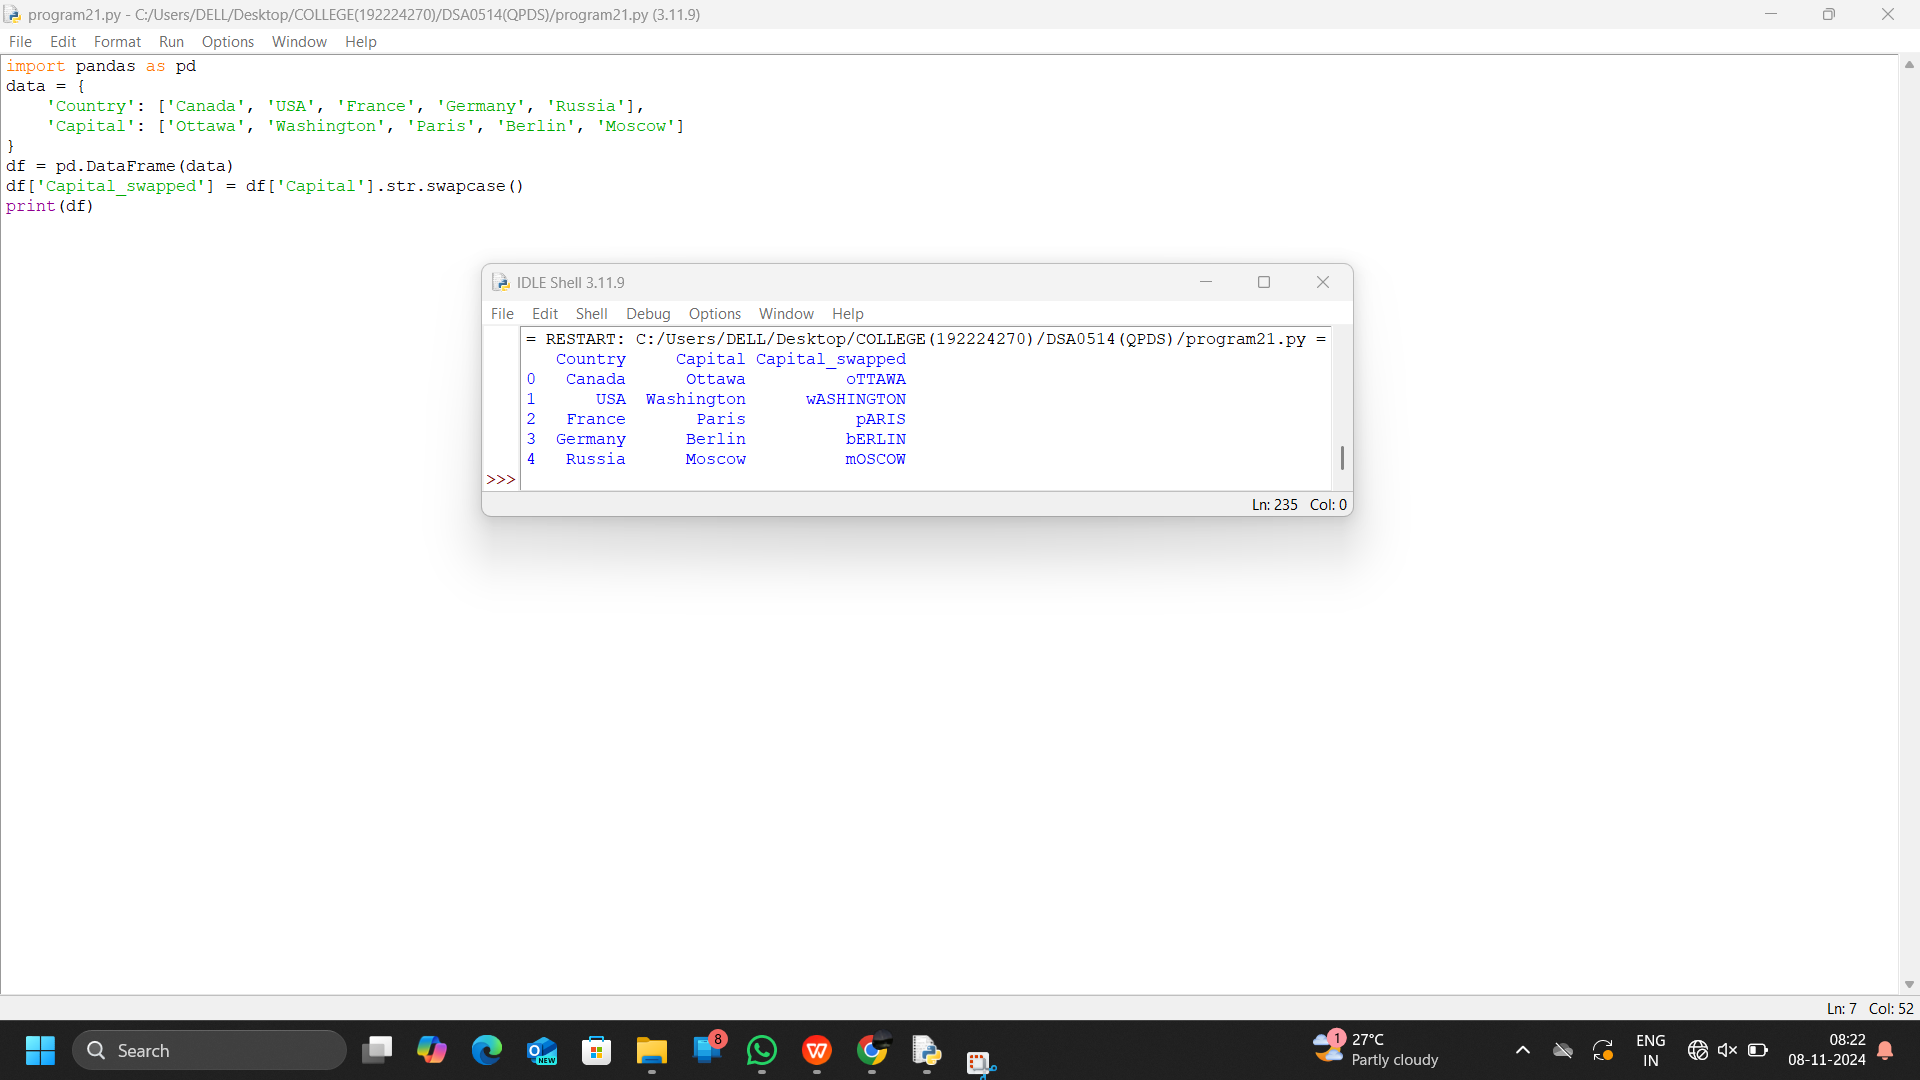 program21.py - C:/Users/DELL/Desktop/COLLEGE(192224270)/DSA0514(QPDS)/program21.py (3.11.9)
File Edit Format Run Options Window Help
import pandas as pd
data = {
    'Country': ['Canada', 'USA', 'France', 'Germany', 'Russia'],
    'Capital': ['Ottawa', 'Washington', 'Paris', 'Berlin', 'Moscow']
}
df = pd.DataFrame(data)
df['Capital_swapped'] = df['Capital'].str.swapcase()
print(df)
IDLE Shell 3.11.9
File Edit Shell Debug Options Window Help
= RESTART: C:/Users/DELL/Desktop/COLLEGE(192224270)/DSA0514(QPDS)/program21.py =
   Country     Capital Capital_swapped
0   Canada      Ottawa          oTTAWA
1      USA  Washington      wASHINGTON
2   France       Paris           pARIS
3  Germany      Berlin          bERLIN
4   Russia      Moscow          mOSCOW
>>>
Ln: 235 Col: 0
Ln: 7 Col: 52
Search
NEW
8
1
27°C
Partly cloudy
ENG
IN
08:22
08-11-2024